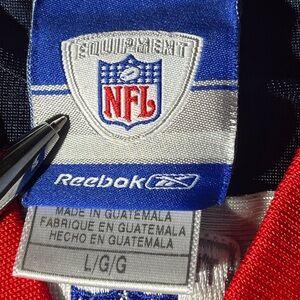 EQUIPMENT
NFL
Reebok
MADE IN GUATEMALA
FABRIQUE EN GUATEMALA
HECHO EN GUATEMALA
L/G/G